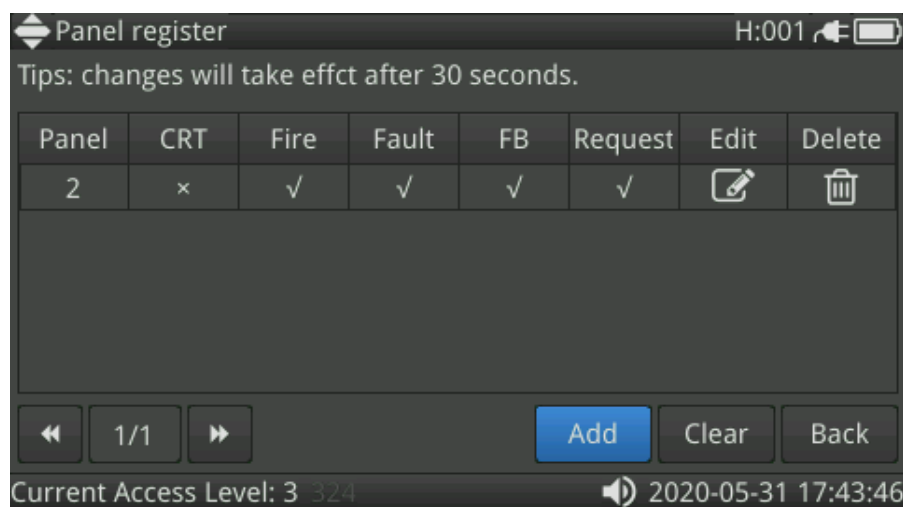 Panel register H:001
Tips: changes will take effct after 30 seconds.
Panel CRT Fire Fault FB Request Edit Delete
2 × √ √ √ √
1/1 Add Clear Back
Current Access Level: 3 324 2020-05-31 17:43:46